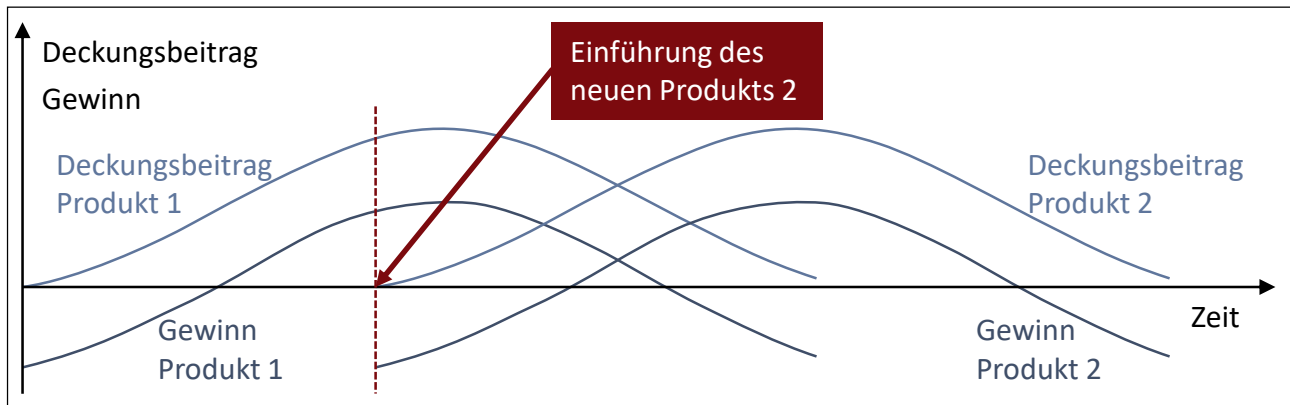 Deckungsbeitrag
Gewinn
Einführung des
neuen Produkts 2
Deckungsbeitrag
Produkt 1
Deckungsbeitrag
Produkt 2
Zeit
Gewinn
Produkt 1
Gewinn
Produkt 2